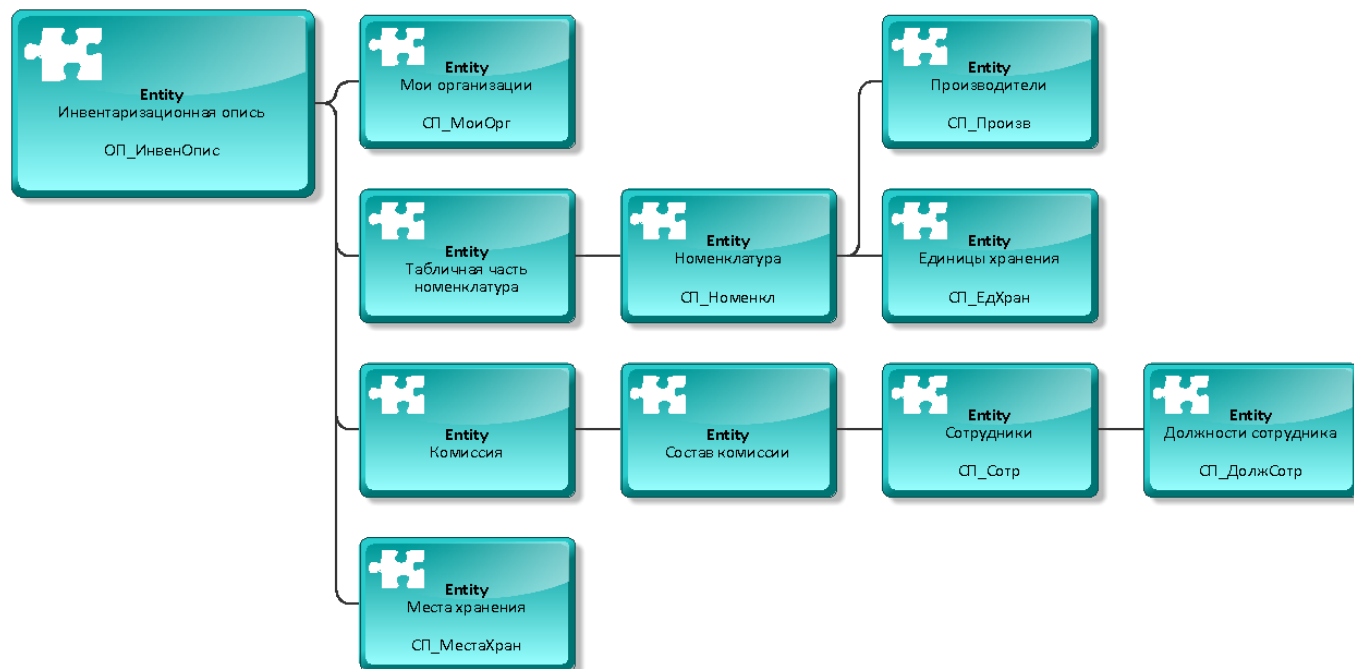 Entity
Инвентаризационная опись
ОП_ИнвенОпис
Entity
Мои организации
СП_МоиОрг
Entity
Производители
СП_Произв
Entity
Табличная часть
номенклатура
Entity
Номенклатура
СП_Номенкл
Entity
Единицы хранения
СП_ЕдХран
Entity
Комиссия
Entity
Состав комиссии
Entity
Сотрудники
СП_Сотр
Entity
Должности сотрудника
СП_ДолжСотр
Entity
Места хранения
СП_МестаХран